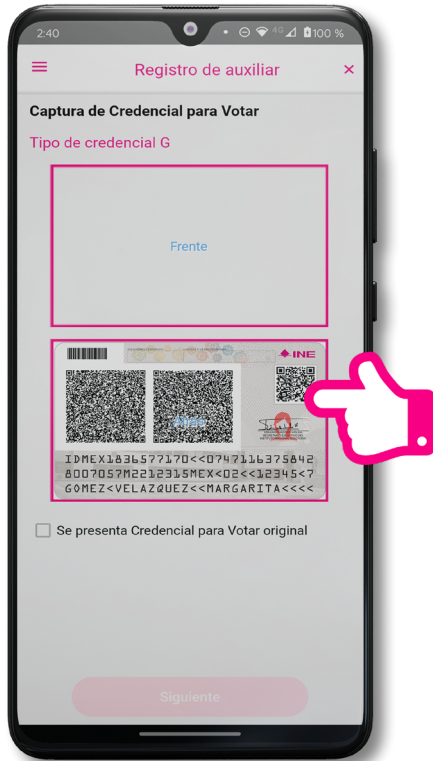 2:40
4G
100 %
Registro de auxiliar
×
Captura de Credencial para Votar
Tipo de credencial G
Frente
INE
IDMEX1836577170<<0747116375842
8007057M2212315MEX<02<<12345<7
GOMEZ<VELAZQUEZ<<MARGARITA<<<<
Se presenta Credencial para Votar original
Siguiente